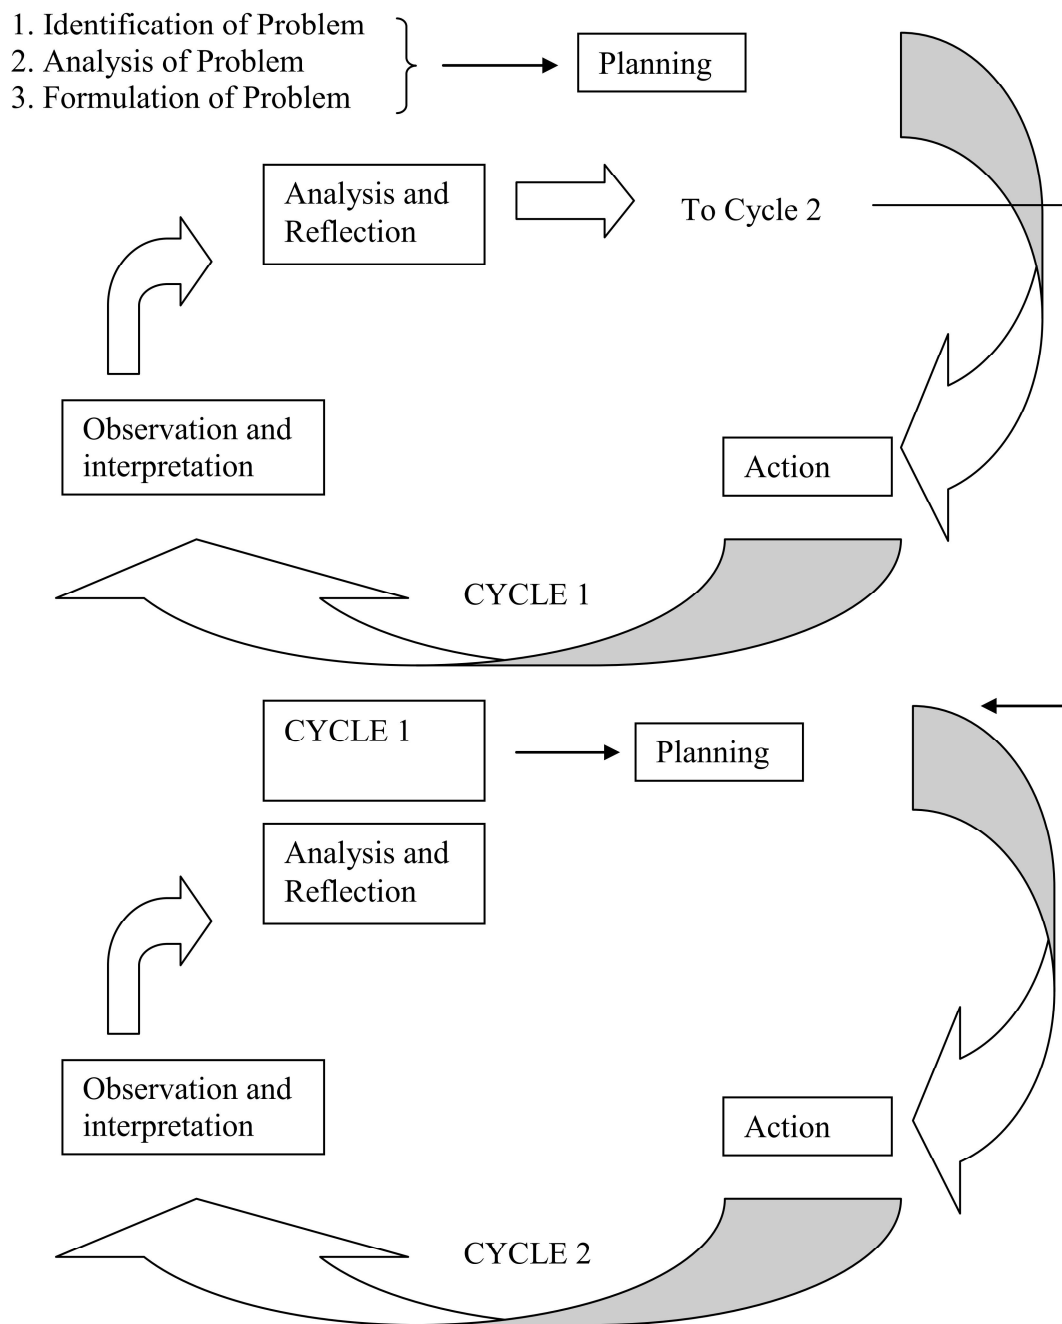 1. Identification of Problem
2. Analysis of Problem
3. Formulation of Problem
Planning
Analysis and
Reflection
To Cycle 2
Observation and
interpretation
Action
CYCLE 1
CYCLE 1
Planning
Analysis and
Reflection
Observation and
interpretation
Action
CYCLE 2